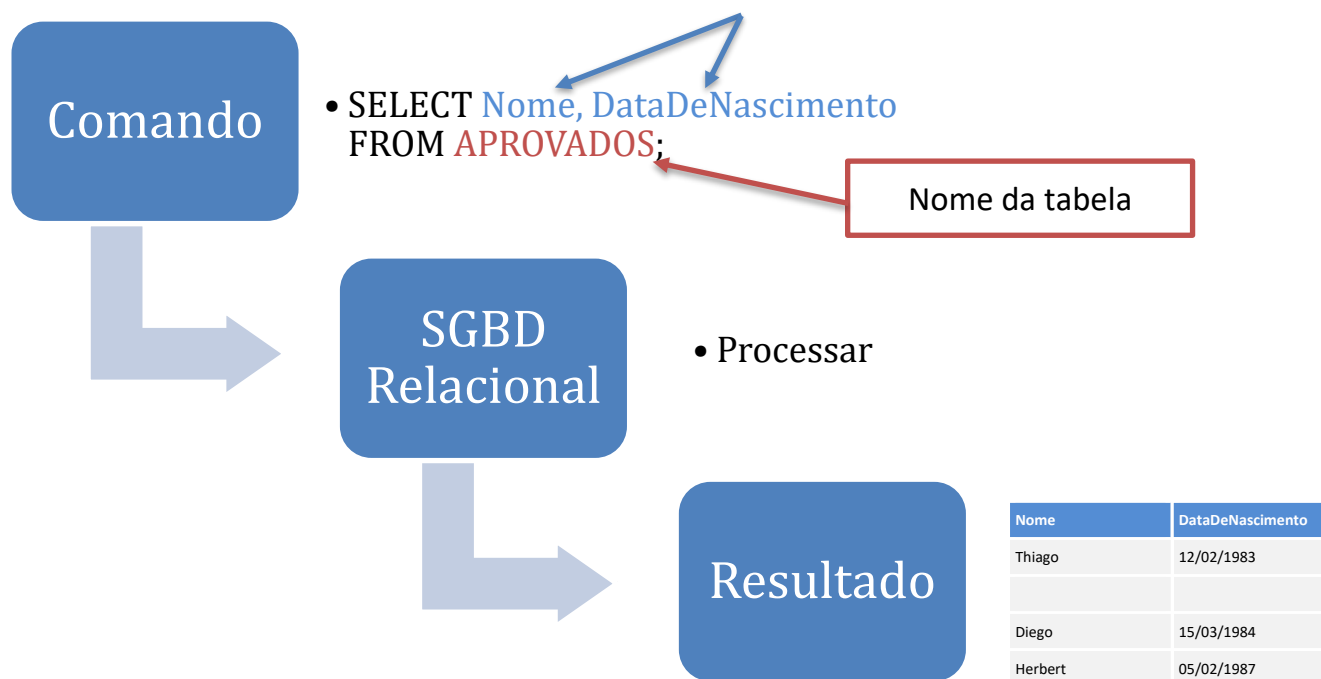 Comando
• SELECT Nome, DataDeNascimento
FROM APROVADOS;
Nome da tabela
SGBD
Relacional
• Processar
Resultado
Nome DataDeNascimento
Thiago 12/02/1983
Diego 15/03/1984
Herbert 05/02/1987